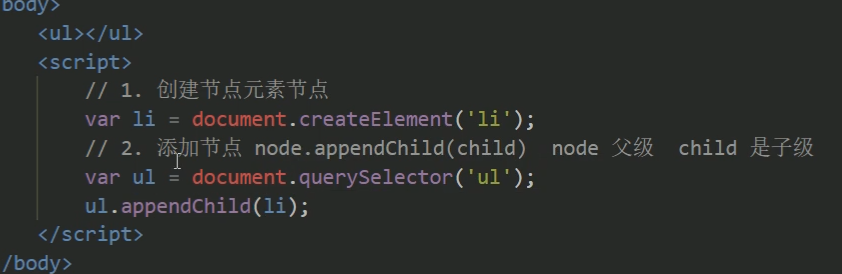 body>
<ul></ul>
<script>
// 1. 创建节点元素节点
var li = document.createElement('li');
// 2. 添加节点 node.appendChild(child)  node 父级  child 是子级
var ul = document.querySelector('ul');
ul.appendChild(li);
</script>
/body>